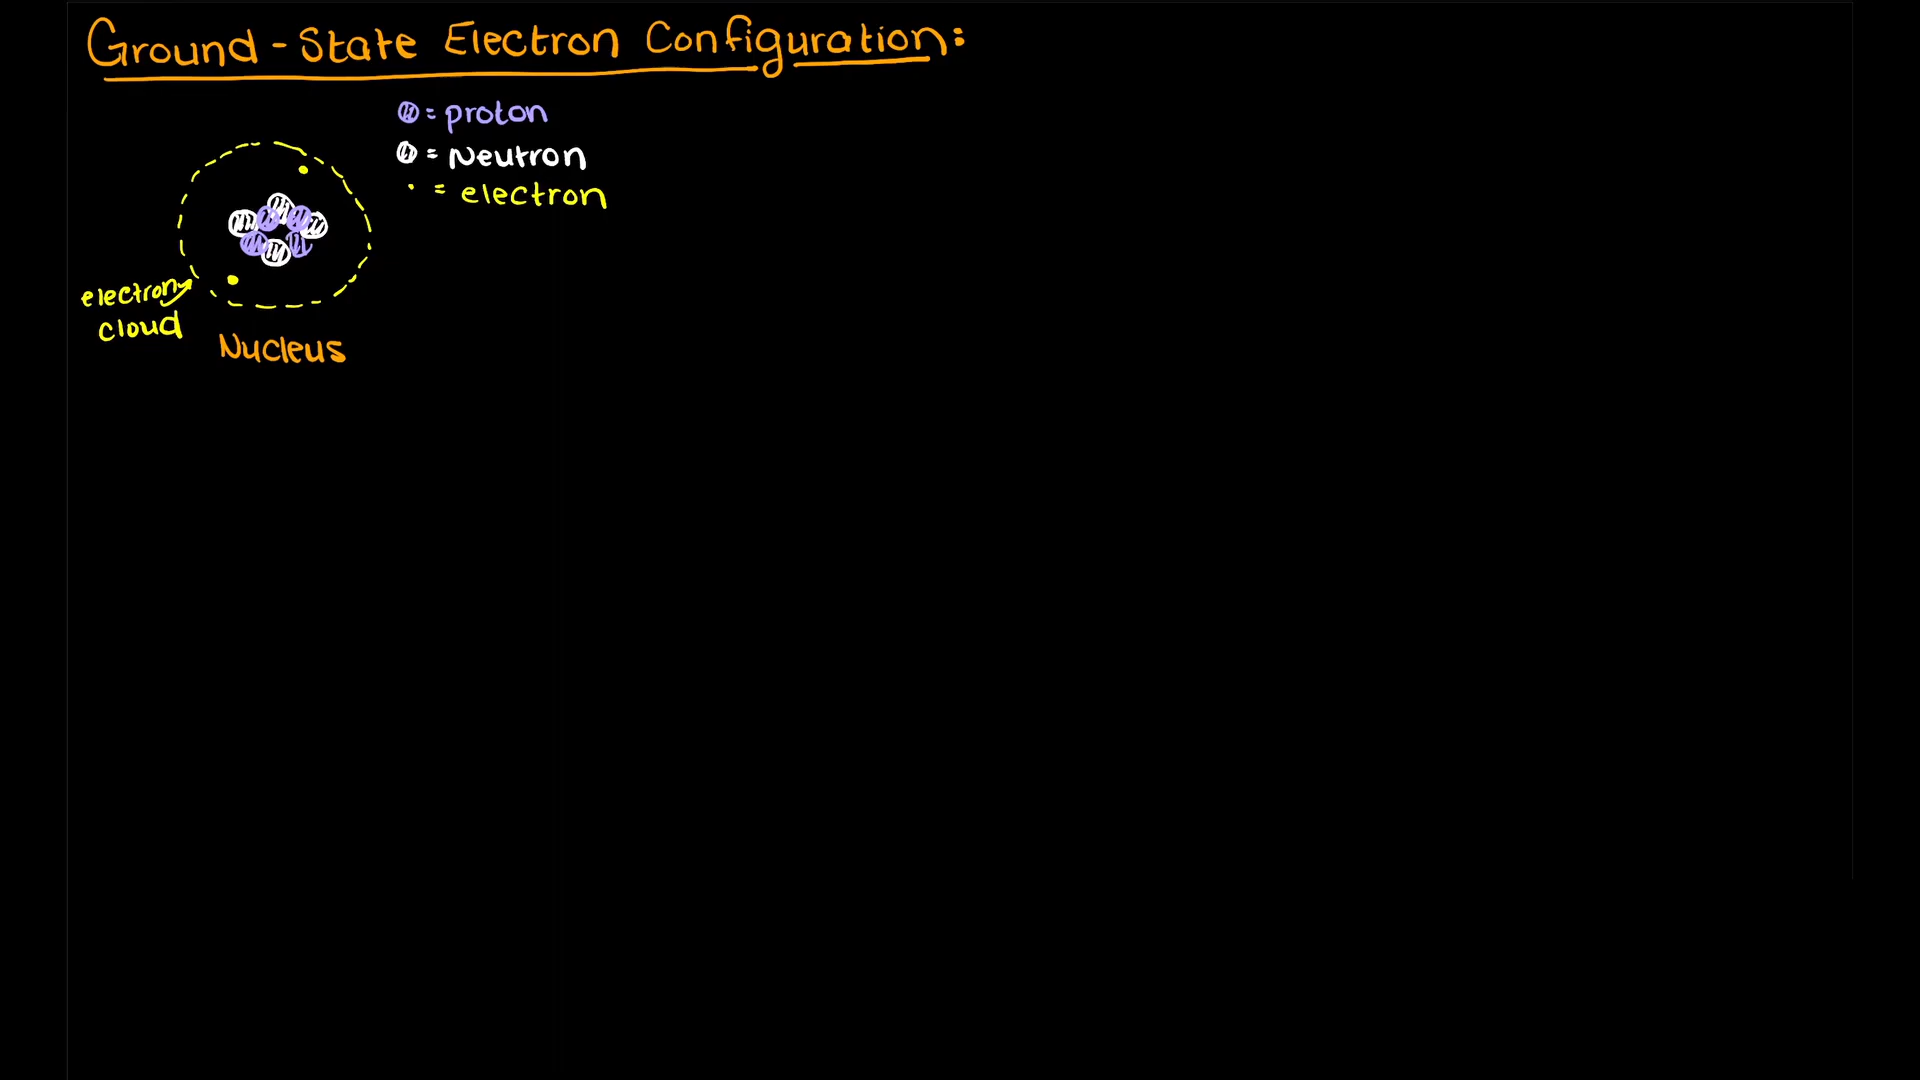 Ground-State Electron Configuration:
= proton
= Neutron
· = electron
electron
cloud
Nucleus